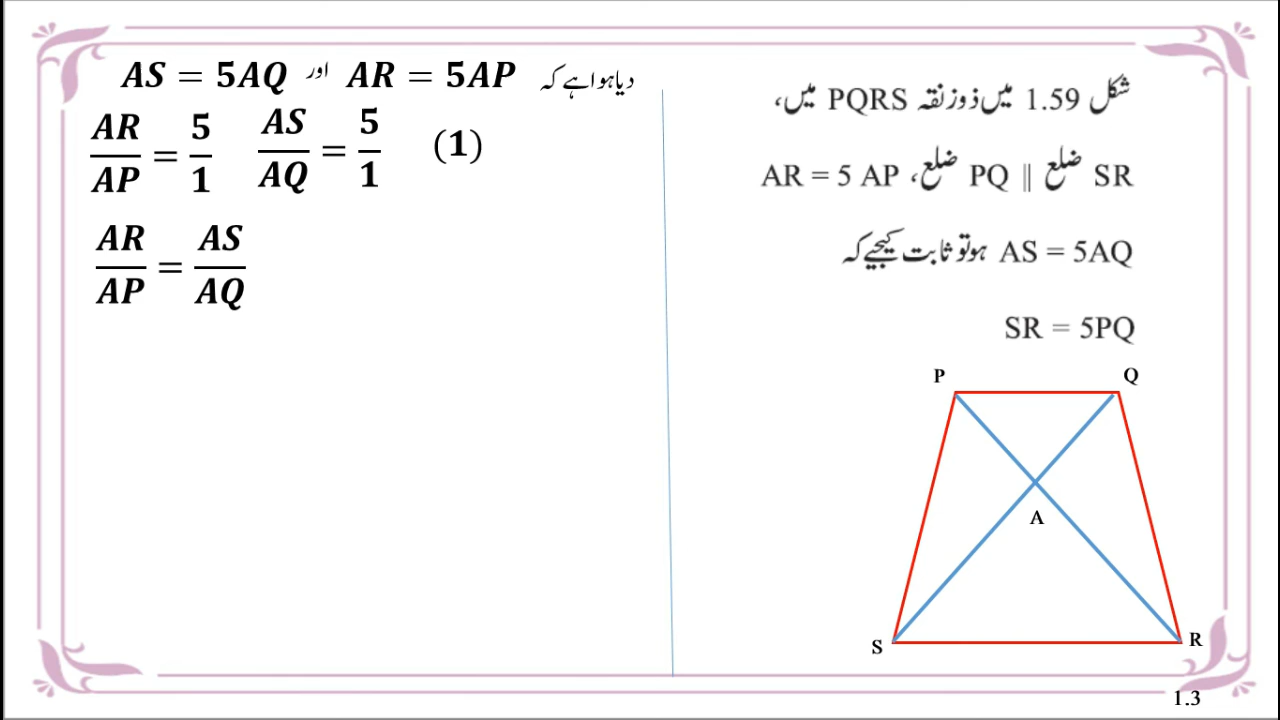 شکل 1.59 میں ذوزنقہ PQRS میں،
ضلع PQ || ضلع SR، AR = 5 AP
AS = 5AQ ہو تو ثابت کیجیے کہ
SR = 5PQ
P
Q
A
S
R
دیا ہوا ہے کہ AR = 5AP اور AS = 5AQ
AR/AP = 5/1 AS/AQ = 5/1 (1)
AR/AP = AS/AQ
1.3